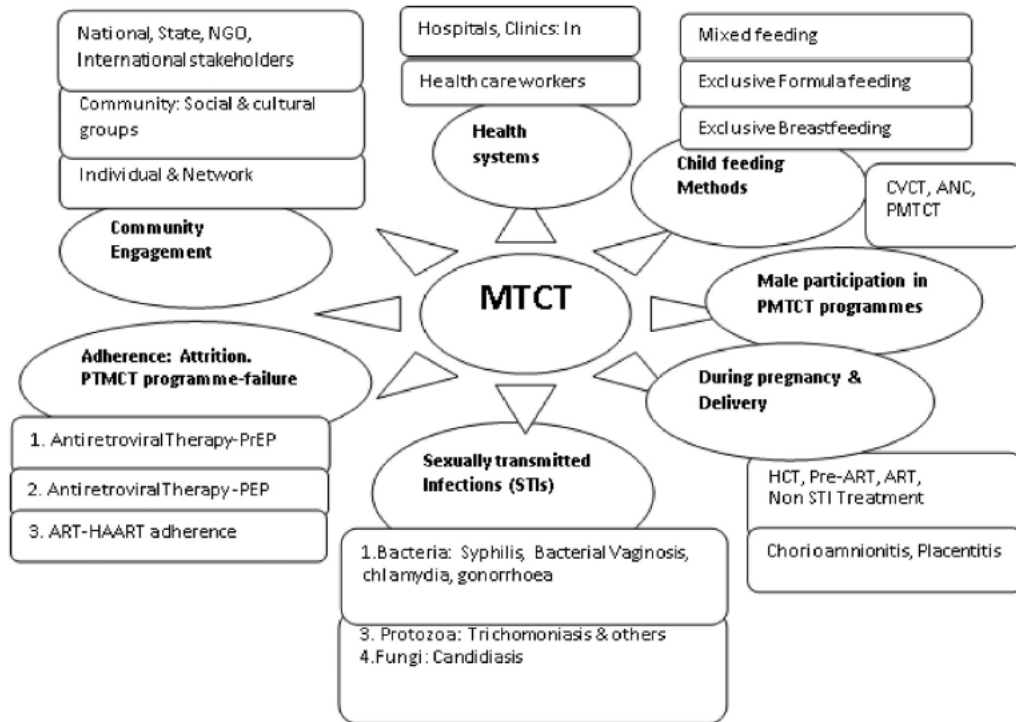 National, State, NGO,
International stakeholders
Community: Social & cultural
groups
Individual & Network
Community
Engagement
Hospitals, Clinics: In
Health care workers
Health
systems
Mixed feeding
Exclusive Formula feeding
Exclusive Breastfeeding
Child feeding
Methods
CVCT, ANC,
PMTCT
MTCT
Male participation in
PMTCT programmes
Adherence: Attrition.
PTMCT programme-failure
1. Antiretroviral Therapy-PrEP
2. Antiretroviral Therapy -PEP
3. ART-HAART adherence
During pregnancy &
Delivery
HCT, Pre-ART, ART,
Non STI Treatment
Chorioamnionitis, Placentitis
Sexually transmitted
Infections (STIs)
1.Bacteria: Syphilis, Bacterial Vaginosis,
chlamydia, gonorrhoea
3. Protozoa: Trichomoniasis & others
4.Fungi: Candidiasis